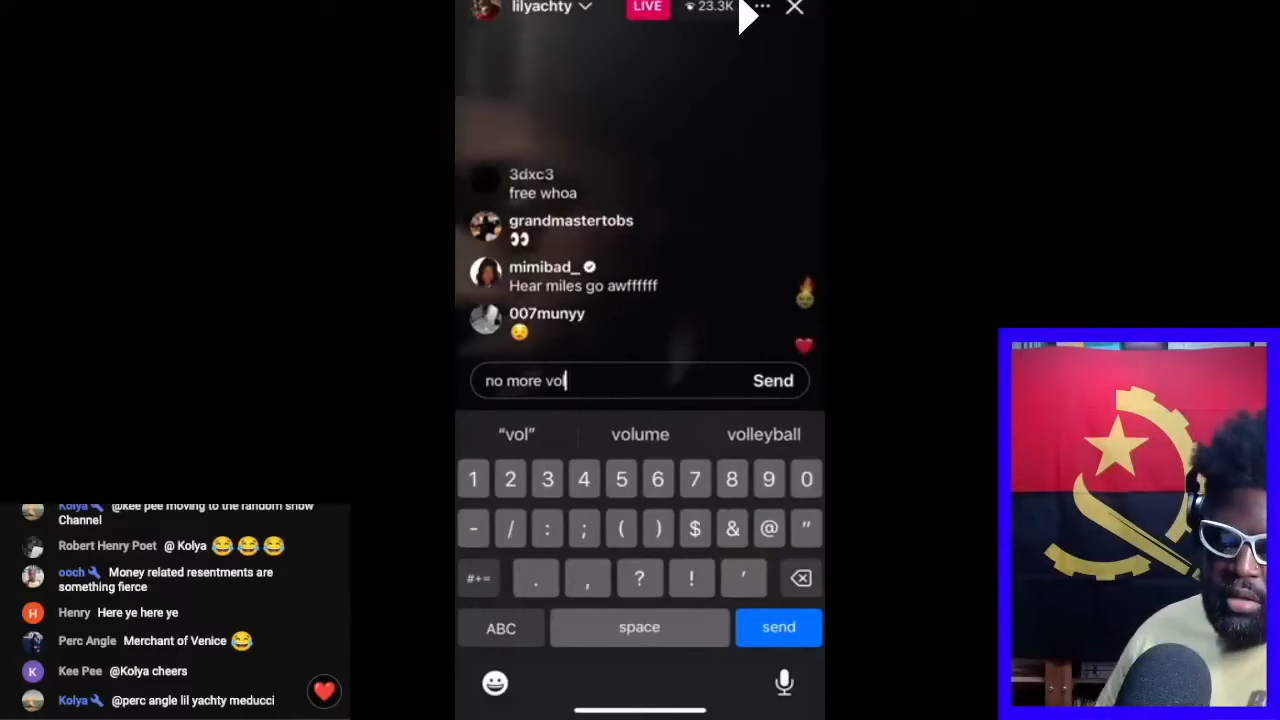 lilyachty
LIVE
23.3K
3dxc3
free whoa
grandmastertobs
👀
mimibad_
Hear miles go awffffff
007munyy
😟
no more vol
Send
“vol” volume volleyball
1 2 3 4 5 6 7 8 9 0
- / : ; ( ) $ & @ "
#+= . , ? ! '
ABC space send
Kolya @kee pee moving to the random show
Channel
Robert Henry Poet @ Kolya 😂😂😂
ooch Money related resentments are
something fierce
Henry Here ye here ye
H
Perc Angle Merchant of Venice 😂
K
Kee Pee @Kolya cheers
Kolya @perc angle lil yachty meducci